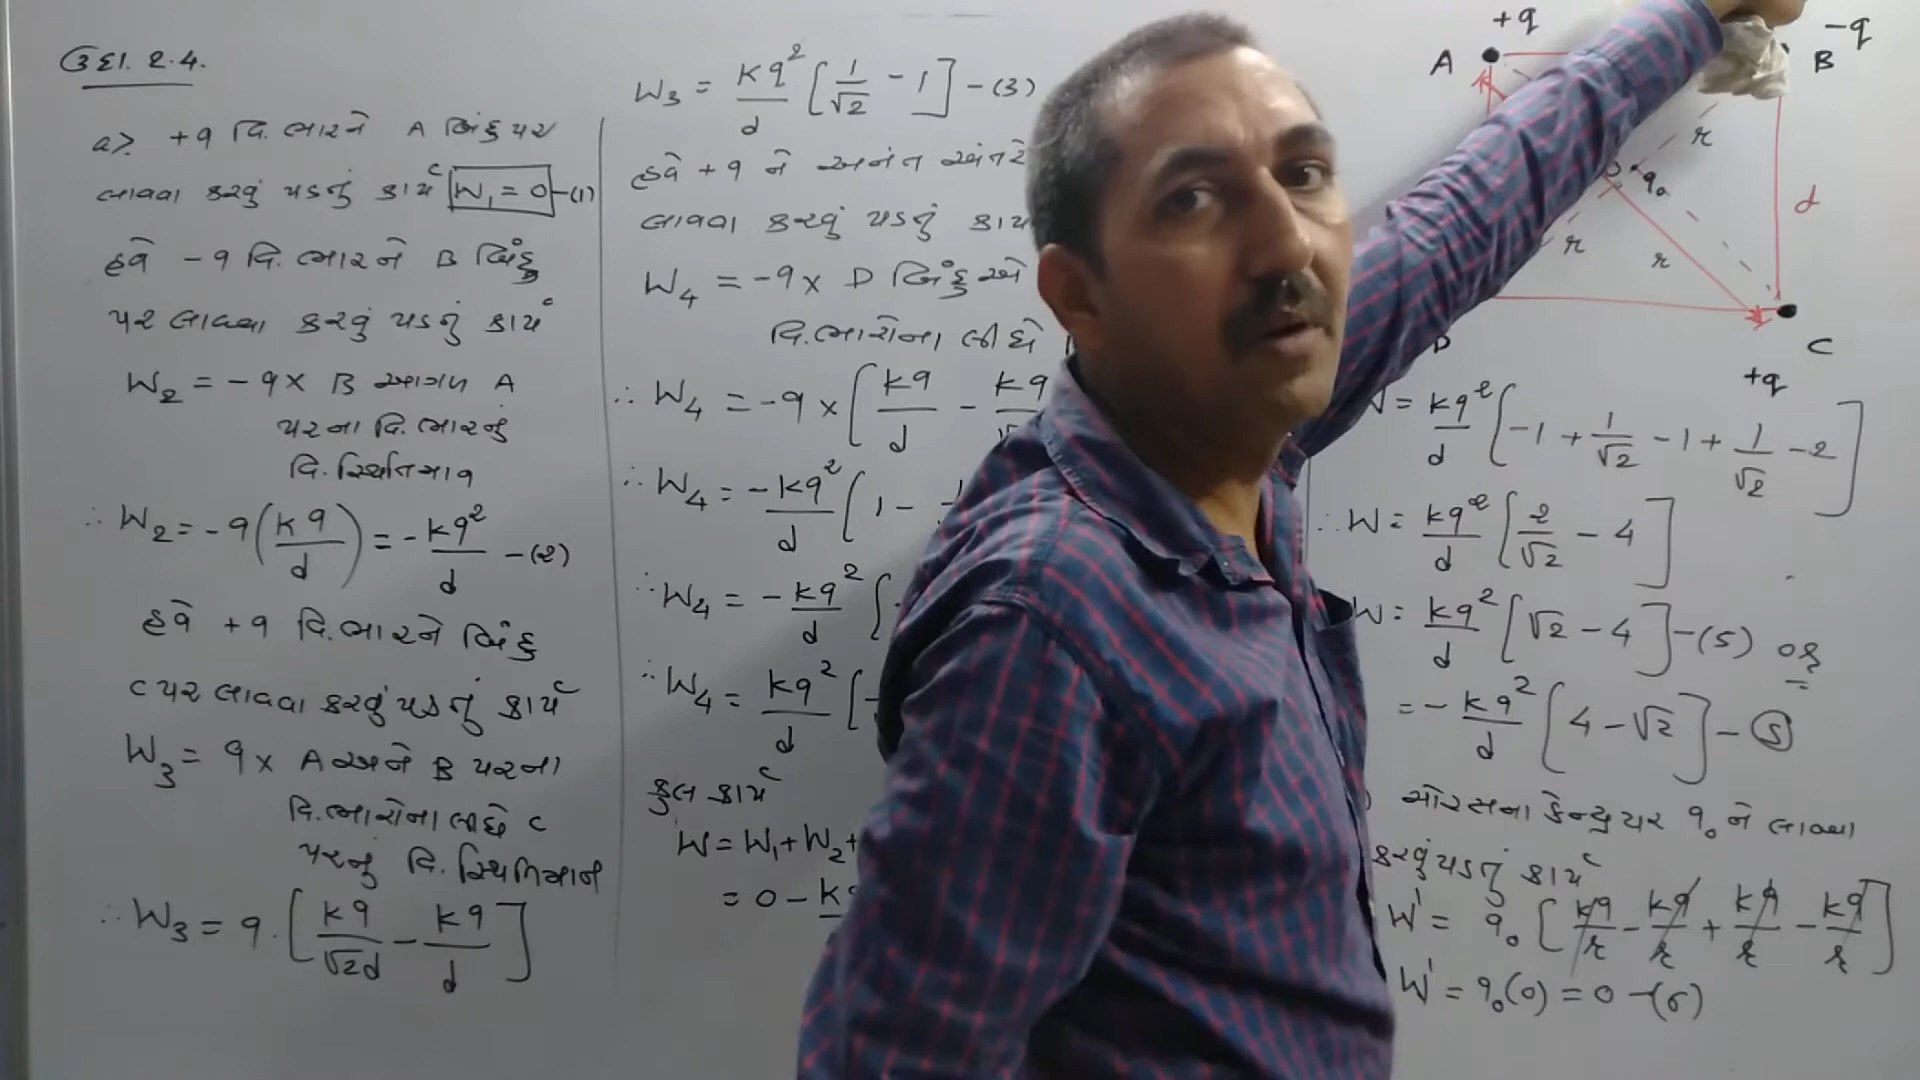 ઉદા. 2.4.
a> +q વિ.ભારને A બિંદુ પર
લાવવા કરવું પડતું કાર્ય W₁ = 0 -(1)
હવે -q વિ.ભારને B બિંદુ
પર લાવવા કરવું પડતું કાર્ય
W₂ = -q × B આગળ A
પરના વિ.ભારનું
વિ.સ્થિતિમાન
∴ W₂ = -q (kq/d) = -kq²/d -(2)
હવે +q વિ.ભારને બિંદુ
C પર લાવવા કરવું પડતું કાર્ય
W₃ = q × A અને B પરના
વિ.ભારોના લીધે C
પરનું વિ.સ્થિતિમાન
∴ W₃ = q . [kq/√2d - kq/d]
W₃ = kq²/d [1/√2 - 1] -(3)
હવે +q ને અનંત અંતરે
લાવવા કરવું પડતું કાર્ય
W₄ = -q × D બિંદુએ
વિ.ભારોના લીધે
∴ W₄ = -q × [kq/d - kq
∴ W₄ = -kq²/d (1 -
∴ W₄ = -kq²/d [
∴ W₄ = kq²/d [-
કુલ કાર્ય
W = W₁ + W₂ +
= 0 - k
+q
-q
A
B
r
q₀
d
r
r
D
C
+q
W = kq²/d [-1 + 1/√2 - 1 + 1/√2 - 2]
∴ W = kq²/d [2/√2 - 4]
W = kq²/d [√2 - 4] -(5) or
= - kq²/d [4 - √2] - (5)
ચોરસના કેન્દ્ર પર q₀ ને લાવવા
કરવું પડતું કાર્ય
W' = q₀ [kq/r - kq/r + kq/r - kq/r]
W' = q₀(0) = 0 -(6)